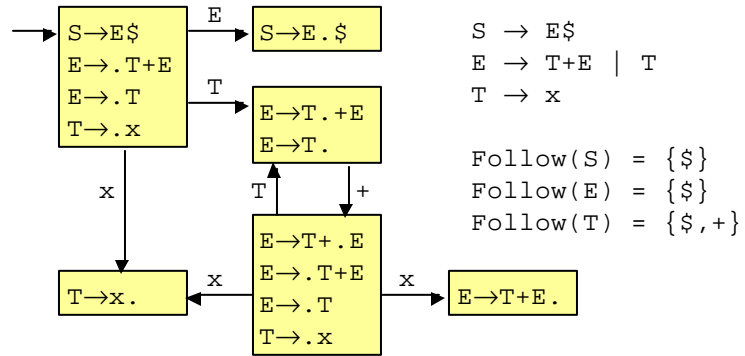 E
S→E$
E→.T+E
E→.T
T→.x
S→E.$
T
E→T.+E
E→T.
x
T
+
E→T+.E
E→.T+E
E→.T
T→.x
T→x.
x
x
E→T+E.
S → E$
E → T+E | T
T → x
Follow(S) = {$}
Follow(E) = {$}
Follow(T) = {$,+}